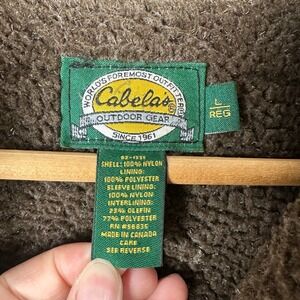 WORLD'S FOREMOST OUTFITTER
Cabela's
OUTDOOR GEAR
SINCE 1961
L
REG
SHELL: 100% NYLON
LINING:
100% POLYESTER
SLEEVE LINING:
100% NYLON
INTERLINING:
23% OLEFIN
77% POLYESTER
RN #56835
MADE IN CANADA
CARE
SEE REVERSE